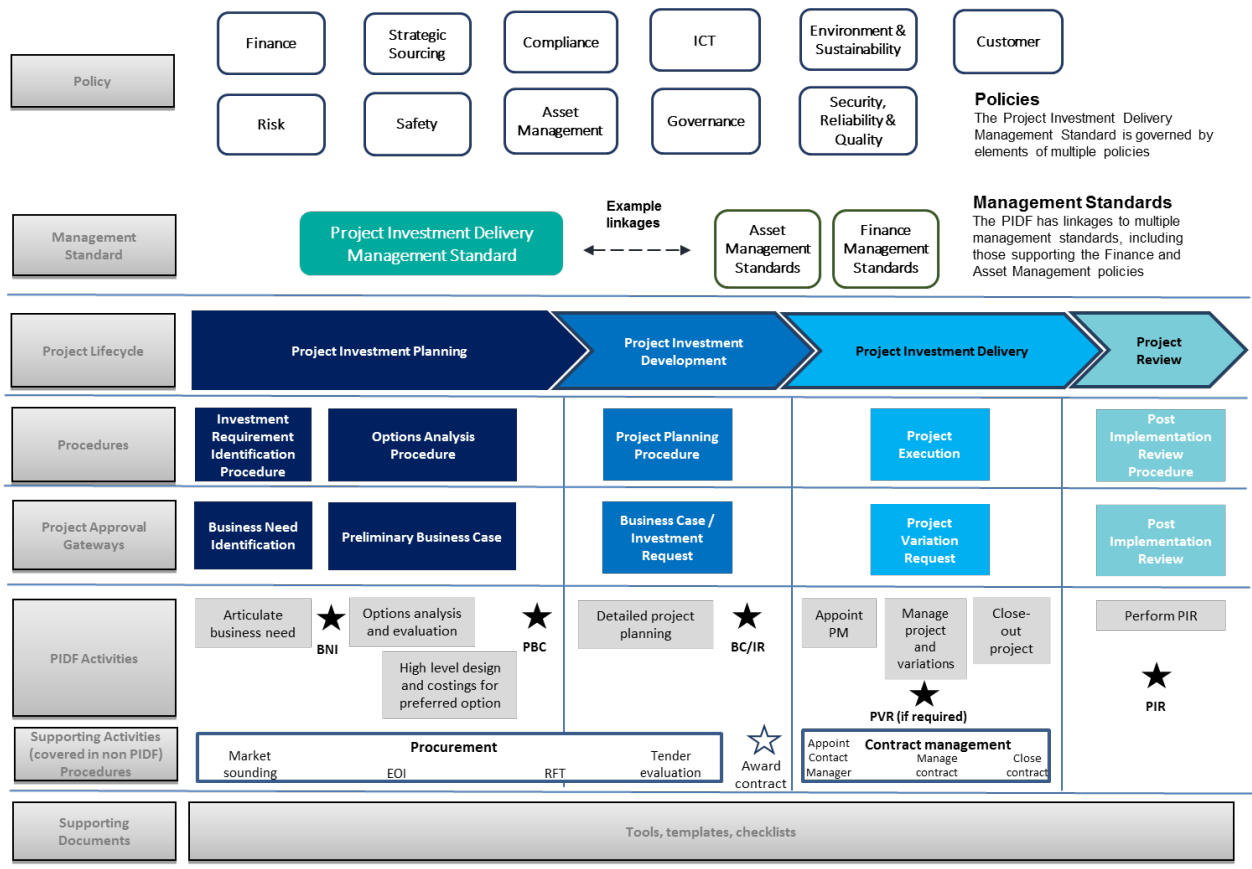 Policy
Finance
Strategic
Sourcing
Compliance
ICT
Environment &
Sustainability
Customer
Risk
Safety
Asset
Management
Governance
Security,
Reliability &
Quality
Policies
The Project Investment Delivery
Management Standard is governed by
elements of multiple policies
Management
Standard
Project Investment Delivery
Management Standard
Example
linkages
Asset
Management
Standards
Finance
Management
Standards
Management Standards
The PIDF has linkages to multiple
management standards, including
those supporting the Finance and
Asset Management policies
Project Lifecycle
Project Investment Planning
Project Investment
Development
Project Investment Delivery
Project
Review
Procedures
Investment
Requirement
Identification
Procedure
Options Analysis
Procedure
Project Planning
Procedure
Project
Execution
Post
Implementation
Review
Procedure
Project Approval
Gateways
Business Need
Identification
Preliminary Business Case
Business Case /
Investment
Request
Project
Variation
Request
Post
Implementation
Review
PIDF Activities
Articulate
business need
BNI
Options analysis
and evaluation
High level design
and costings for
preferred option
PBC
Detailed project
planning
BC/IR
Appoint
PM
Manage
project
and
variations
Close-
out
project
PVR (if required)
Perform PIR
PIR
Supporting Activities
(covered in non PIDF)
Procedures
Procurement
Market
sounding
EOI
RFT
Tender
evaluation
Award
contract
Contract management
Appoint
Contact
Manager
Manage
contract
Close
contract
Supporting
Documents
Tools, templates, checklists